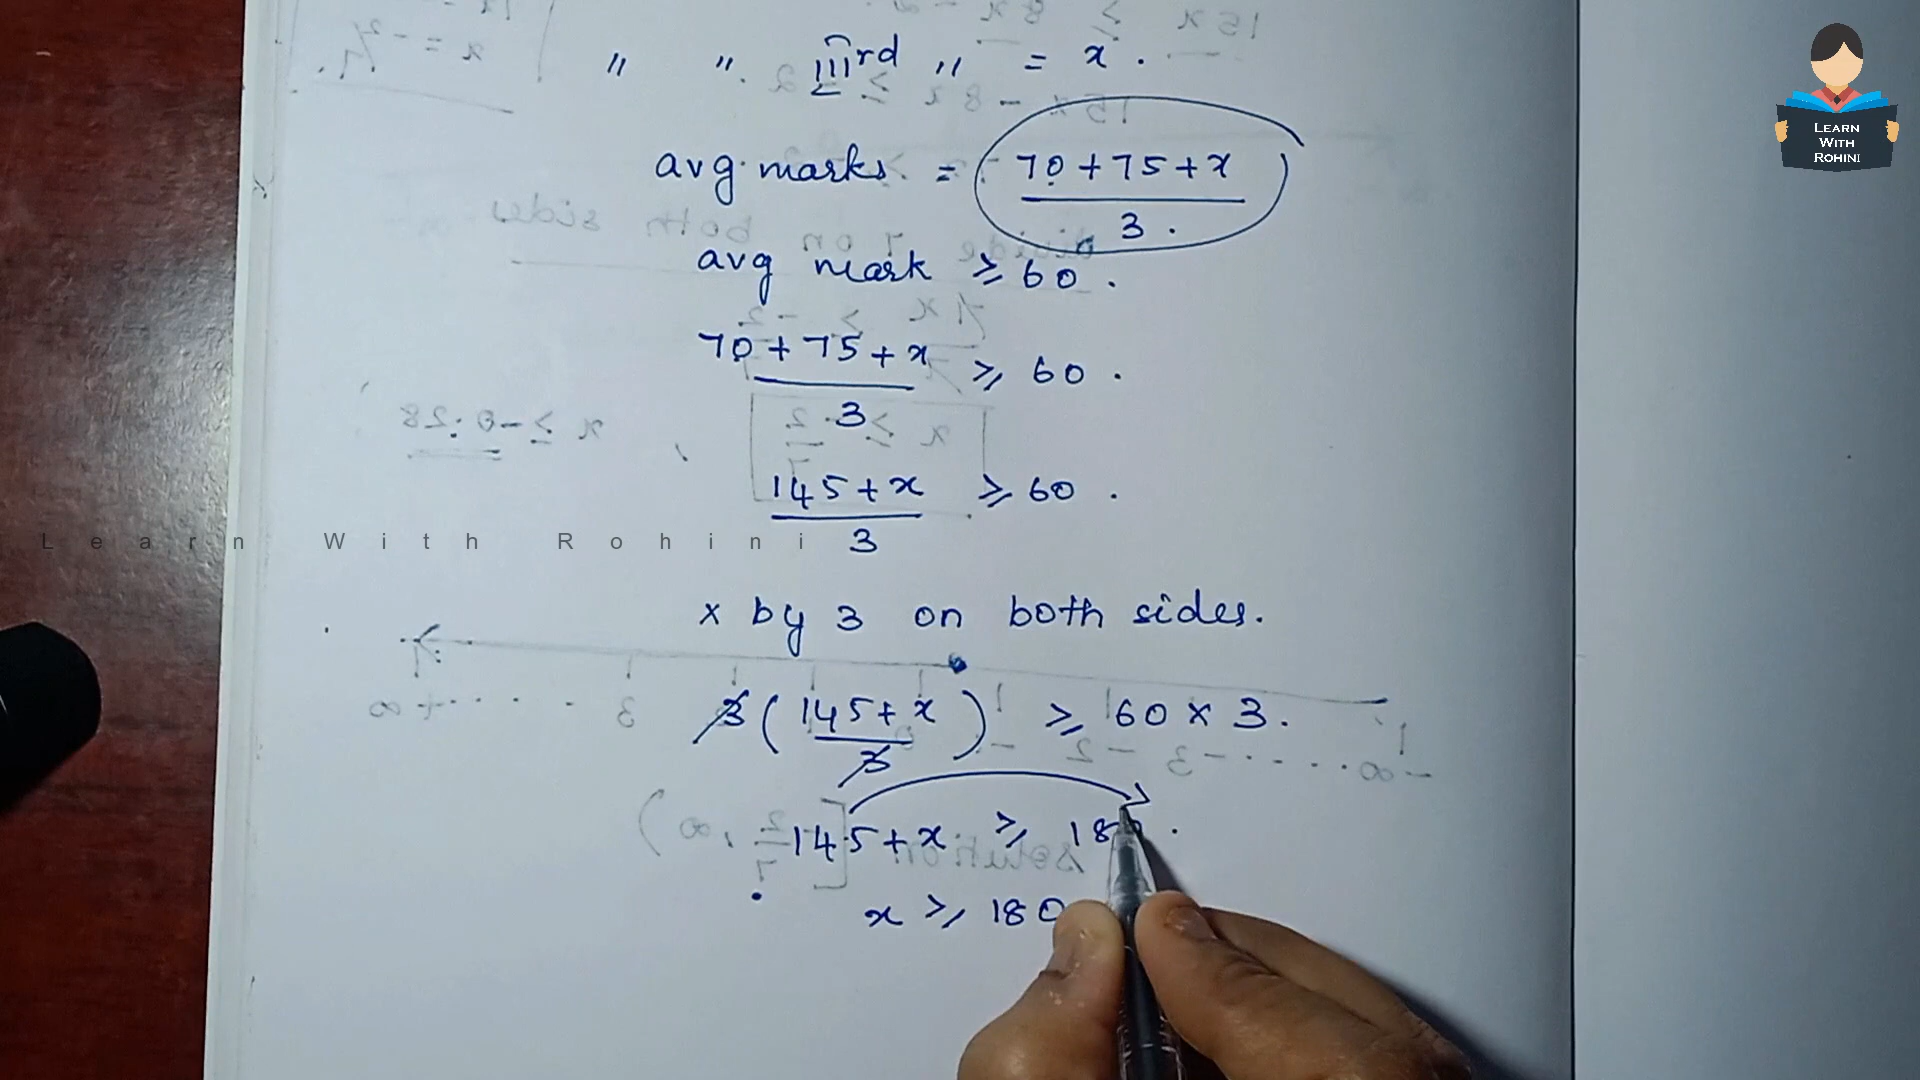 " " IIIrd " = x .
avg. marks = 70 + 75 + x
3 .
avg mark ⩾ 60 .
70 + 75 + x ⩾ 60 .
3
145 + x ⩾ 60 .
3
x by 3 on both sides.
3 ( 145 + x ) ⩾ 60 x 3 .
3
145 + x ⩾ 180 .
x ⩾ 180
Learn With Rohini
LEARN
WITH
ROHINI